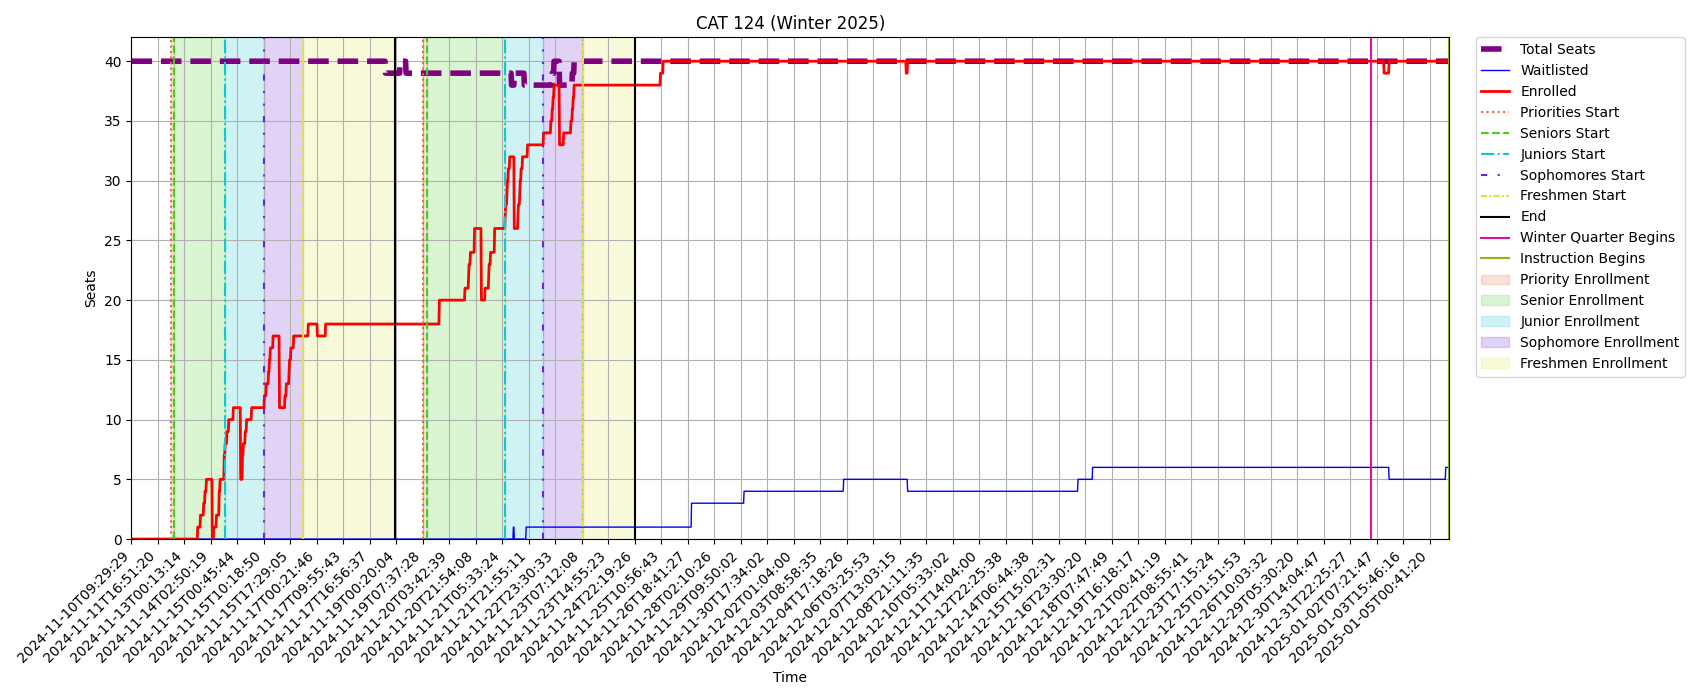 CAT 124 (Winter 2025)
Total Seats
Waitlisted
Enrolled
Priorities Start
Seniors Start
Juniors Start
Sophomores Start
Freshmen Start
End
Winter Quarter Begins
Instruction Begins
Priority Enrollment
Senior Enrollment
Junior Enrollment
Sophomore Enrollment
Freshmen Enrollment
Seats
40
35
30
25
20
15
10
5
0
2024-11-10T09:29:29
2024-11-11T16:51:20
2024-11-13T00:13:14
2024-11-14T02:50:19
2024-11-15T00:45:44
2024-11-15T10:18:50
2024-11-15T17:29:05
2024-11-17T00:21:46
2024-11-17T09:55:43
2024-11-17T16:56:37
2024-11-19T00:20:04
2024-11-19T07:37:28
2024-11-20T03:42:39
2024-11-20T21:54:08
2024-11-21T05:33:24
2024-11-21T21:55:11
2024-11-22T23:30:33
2024-11-23T07:12:08
2024-11-23T14:55:23
2024-11-24T22:19:26
2024-11-25T10:56:43
2024-11-26T18:41:27
2024-11-28T02:10:26
2024-11-29T09:50:02
2024-11-30T17:34:02
2024-12-02T01:04:00
2024-12-03T08:58:35
2024-12-04T17:18:26
2024-12-06T03:25:53
2024-12-07T13:03:15
2024-12-08T21:11:35
2024-12-10T05:33:02
2024-12-11T14:04:00
2024-12-12T22:25:38
2024-12-14T06:44:38
2024-12-15T15:02:31
2024-12-16T23:30:20
2024-12-18T07:47:49
2024-12-19T16:18:17
2024-12-21T00:41:19
2024-12-22T08:55:41
2024-12-23T17:15:24
2024-12-25T01:51:53
2024-12-26T10:03:32
2024-12-29T05:30:20
2024-12-30T14:04:47
2024-12-31T22:25:27
2025-01-02T07:21:47
2025-01-03T15:46:16
2025-01-05T00:41:20
Time